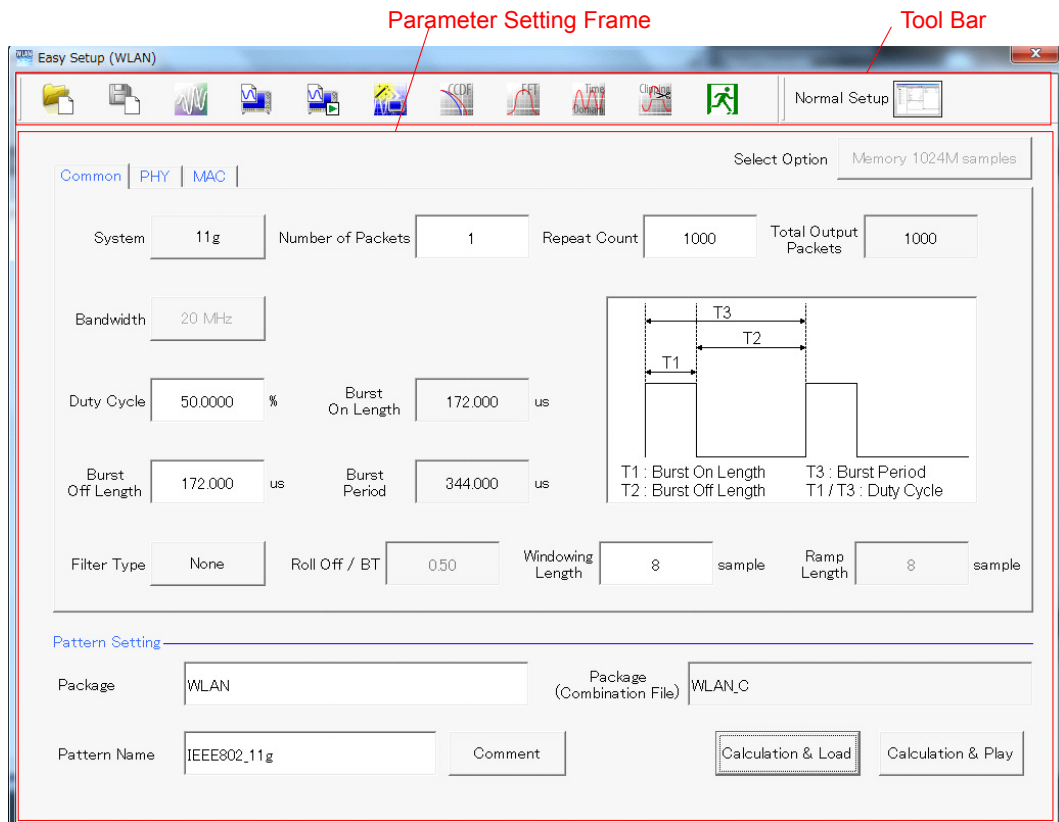 Parameter Setting Frame
Tool Bar
Easy Setup (WLAN)
CCDF
FFT
Time Domain
Clipping
Normal Setup
Select Option
Memory 1024M samples
Common
PHY
MAC
System
11g
Number of Packets
1
Repeat Count
1000
Total Output
Packets
1000
Bandwidth
20 MHz
T3
T2
T1
T1 : Burst On Length
T3 : Burst Period
T2 : Burst Off Length
T1 / T3 : Duty Cycle
Duty Cycle
50.0000
%
Burst
On Length
172.000
us
Burst
Off Length
172.000
us
Burst
Period
344.000
us
Filter Type
None
Roll Off / BT
0.50
Windowing
Length
8
sample
Ramp
Length
8
sample
Pattern Setting
Package
WLAN
Package
(Combination File)
WLAN_C
Pattern Name
IEEE802_11g
Comment
Calculation & Load
Calculation & Play